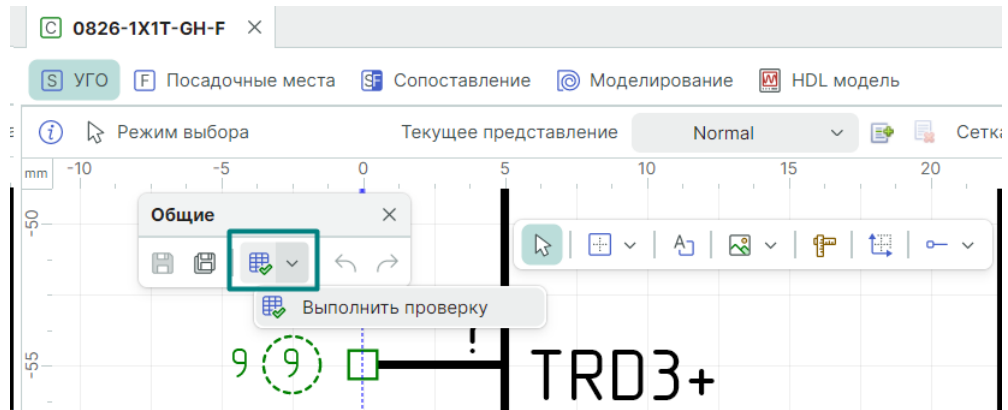 C 0826-1X1T-GH-F
S УГО F Посадочные места SF Сопоставление Моделирование HDL модель
i Режим выбора Текущее представление Normal Сетка
mm -10 -5 0 5 10 15 20
Общие
-50
A
Выполнить проверку
9 9
-55
TRD3+